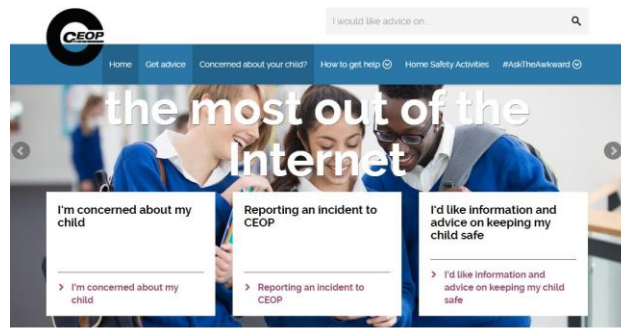 CEOP
I would like advice on...
Home Get advice Concerned about your child? How to get help Home Safety Activities #AskTheAwkward
the most out of the
Internet
I'm concerned about my
child
I'm concerned about my
child
Reporting an incident to
CEOP
Reporting an incident to
CEOP
I'd like information and
advice on keeping my
child safe
I'd like information and
advice on keeping my child
safe